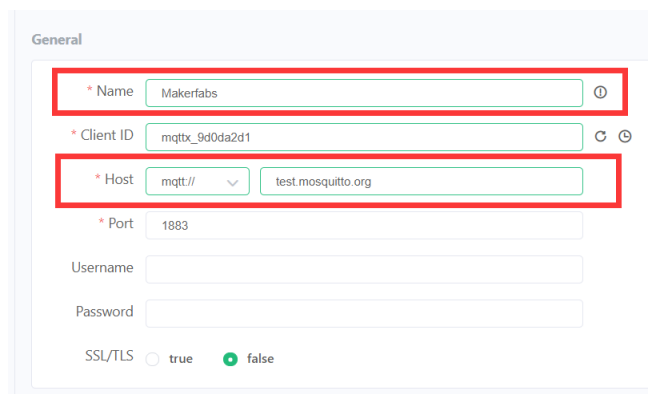 General
* Name Makerfabs
* Client ID mqttx_9d0da2d1
* Host mqtt:// test.mosquitto.org
* Port 1883
Username
Password
SSL/TLS true false